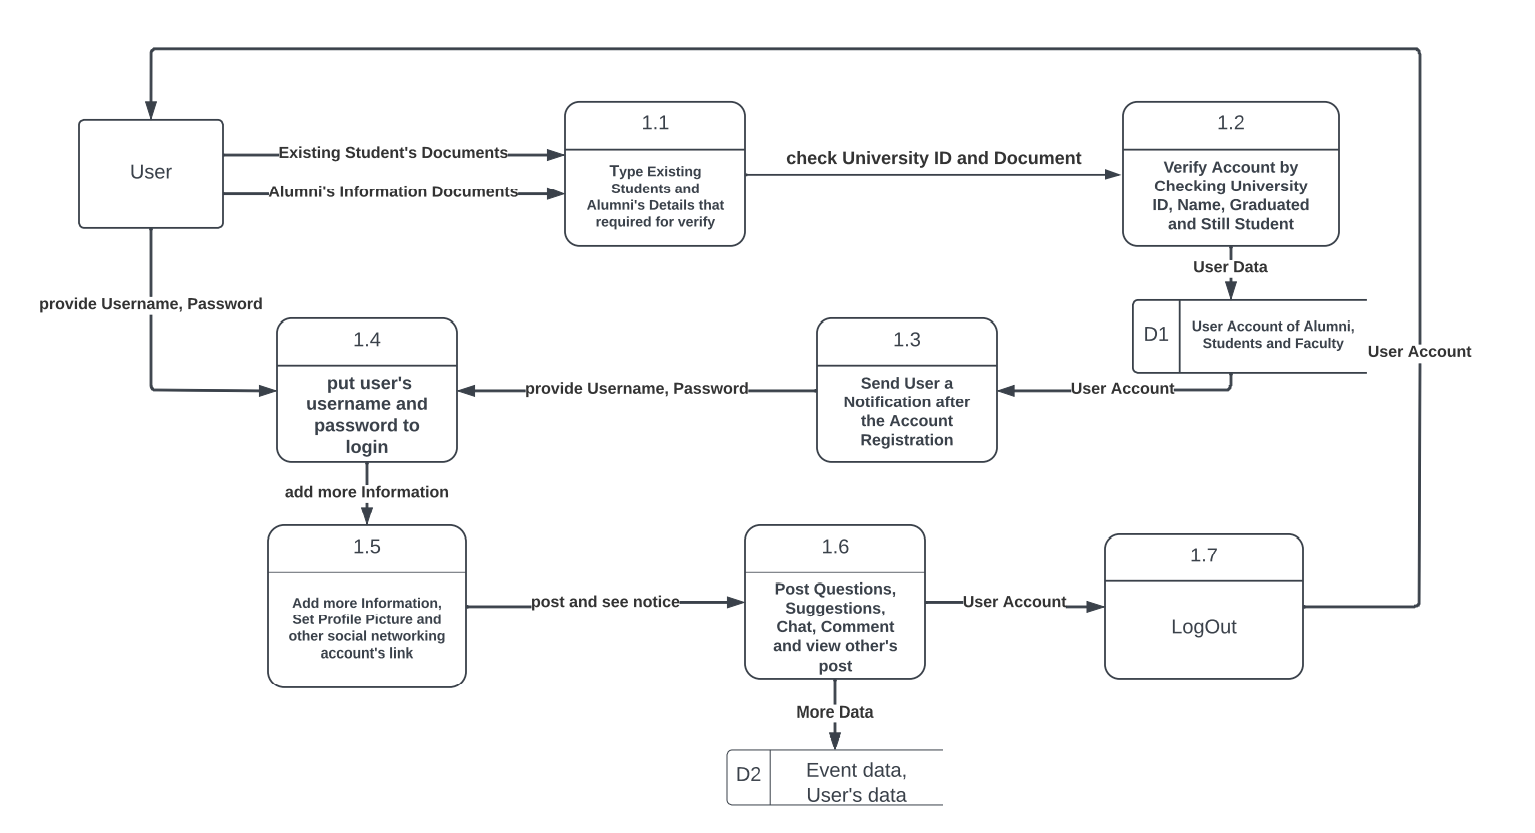 User
Existing Student's Documents
Alumni's Information Documents
1.1
Type Existing
Students and
Alumni's Details that
required for verify
check University ID and Document
1.2
Verify Account by
Checking University
ID, Name, Graduated
and Still Student
User Data
D1
User Account of Alumni,
Students and Faculty
User Account
provide Username, Password
1.4
put user's
username and
password to
login
provide Username, Password
1.3
Send User a
Notification after
the Account
Registration
User Account
add more Information
1.5
Add more Information,
Set Profile Picture and
other social networking
account's link
post and see notice
1.6
Post Questions,
Suggestions,
Chat, Comment
and view other's
post
User Account
1.7
LogOut
More Data
D2
Event data,
User's data